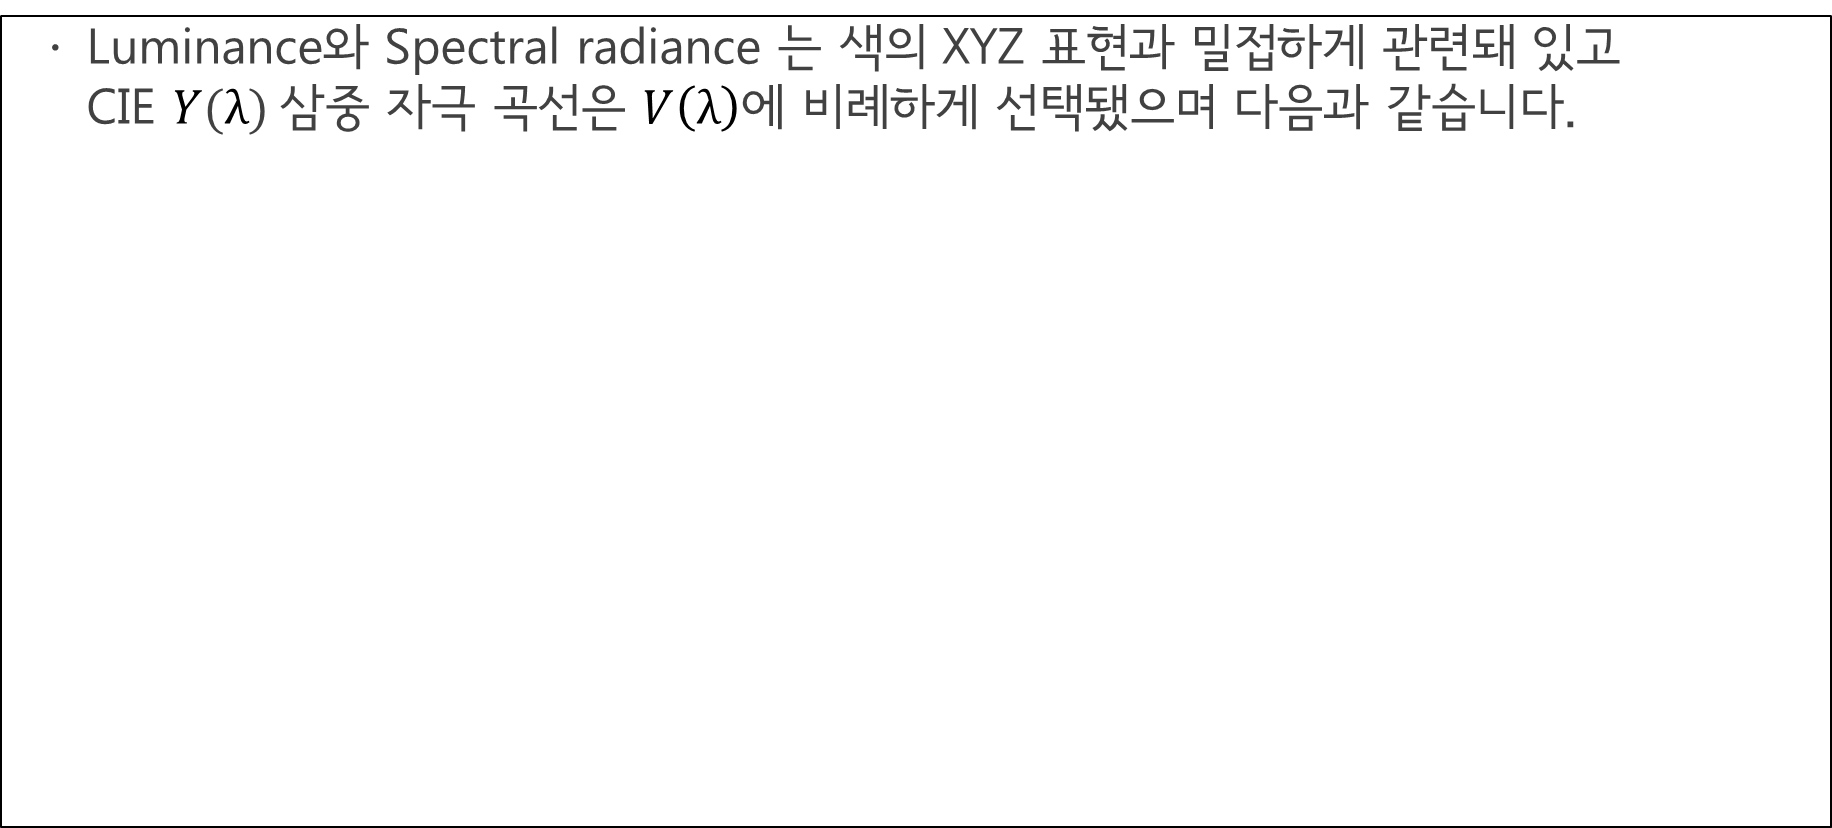 · Luminance와 Spectral radiance 는 색의 XYZ 표현과 밀접하게 관련돼 있고
CIE Y(λ) 삼중 자극 곡선은 V(λ)에 비례하게 선택됐으며 다음과 같습니다.